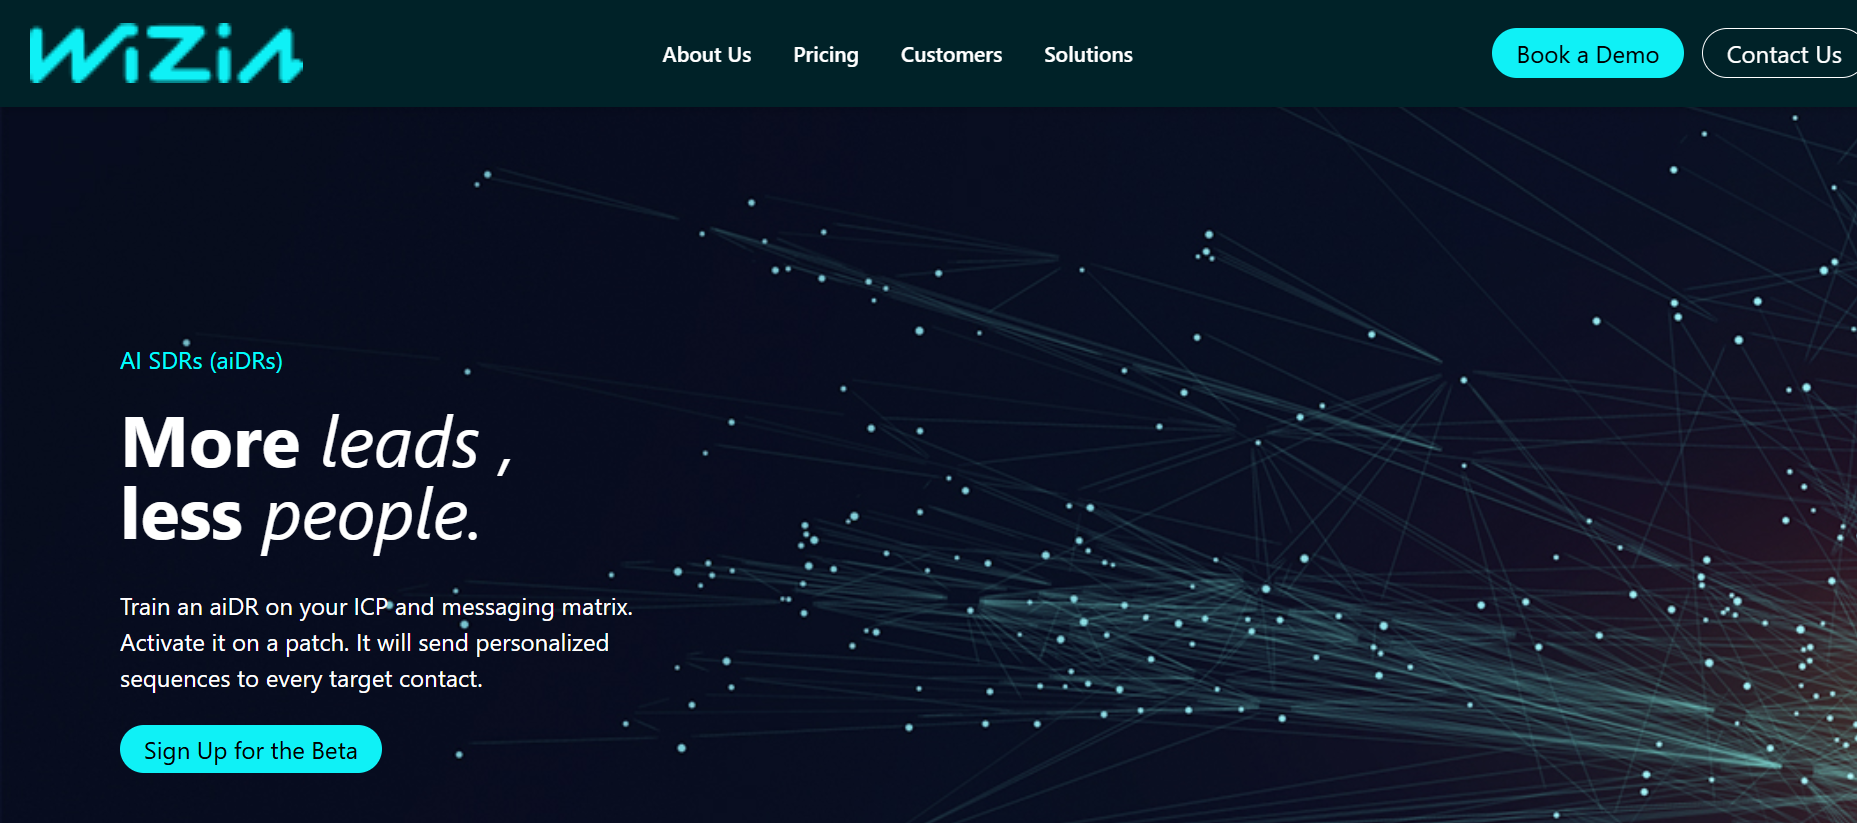 WiZiA
About Us
Pricing
Customers
Solutions
Book a Demo
Contact Us
AI SDRs (aiDRs)
More leads ,
less people.
Train an aiDR on your ICP and messaging matrix.
Activate it on a patch. It will send personalized
sequences to every target contact.
Sign Up for the Beta